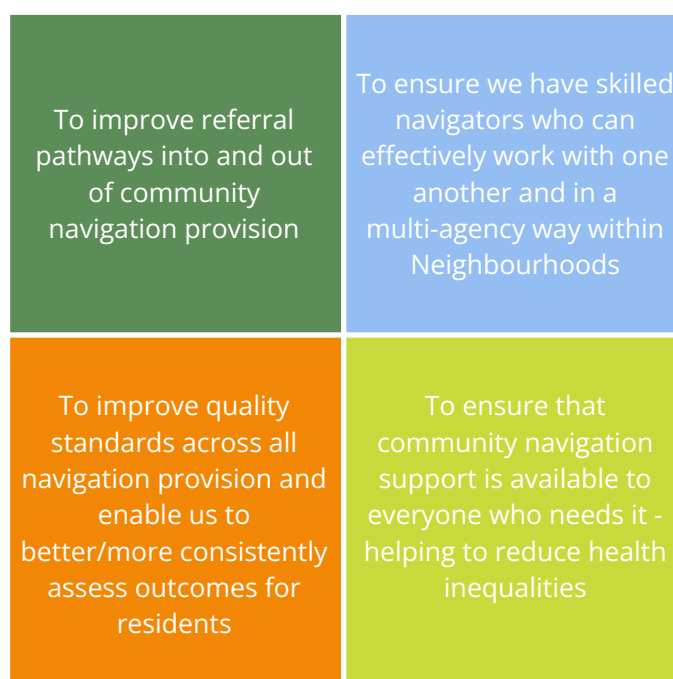 To improve referral
pathways into and out
of community
navigation provision
To ensure we have skilled
navigators who can
effectively work with one
another and in a
multi-agency way within
Neighbourhoods
To improve quality
standards across all
navigation provision and
enable us to
better/more consistently
assess outcomes for
residents
To ensure that
community navigation
support is available to
everyone who needs it -
helping to reduce health
inequalities